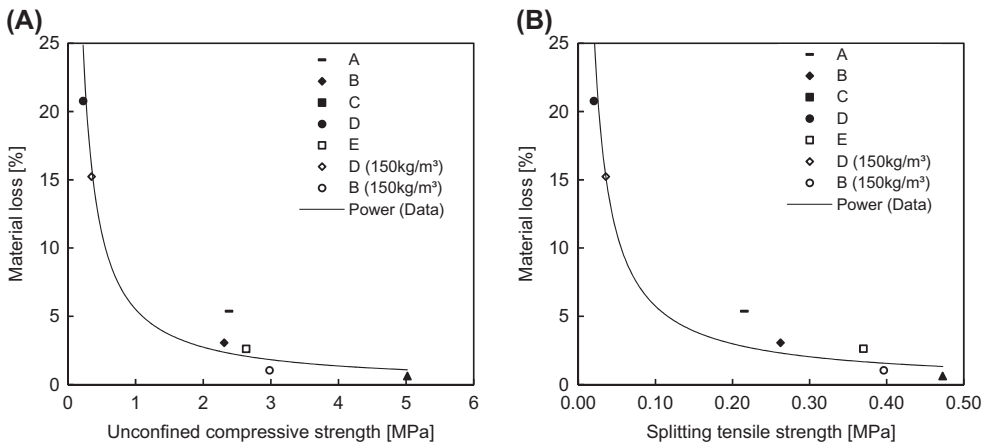 (A)
Material loss [%]
25
20
15
10
5
0
0 1 2 3 4 5 6
Unconfined compressive strength [MPa]
A
B
C
D
E
D (150kg/m³)
B (150kg/m³)
Power (Data)
(B)
Material loss [%]
25
20
15
10
5
0
0.00 0.10 0.20 0.30 0.40 0.50
Splitting tensile strength [MPa]
A
B
C
D
E
D (150kg/m³)
B (150kg/m³)
Power (Data)